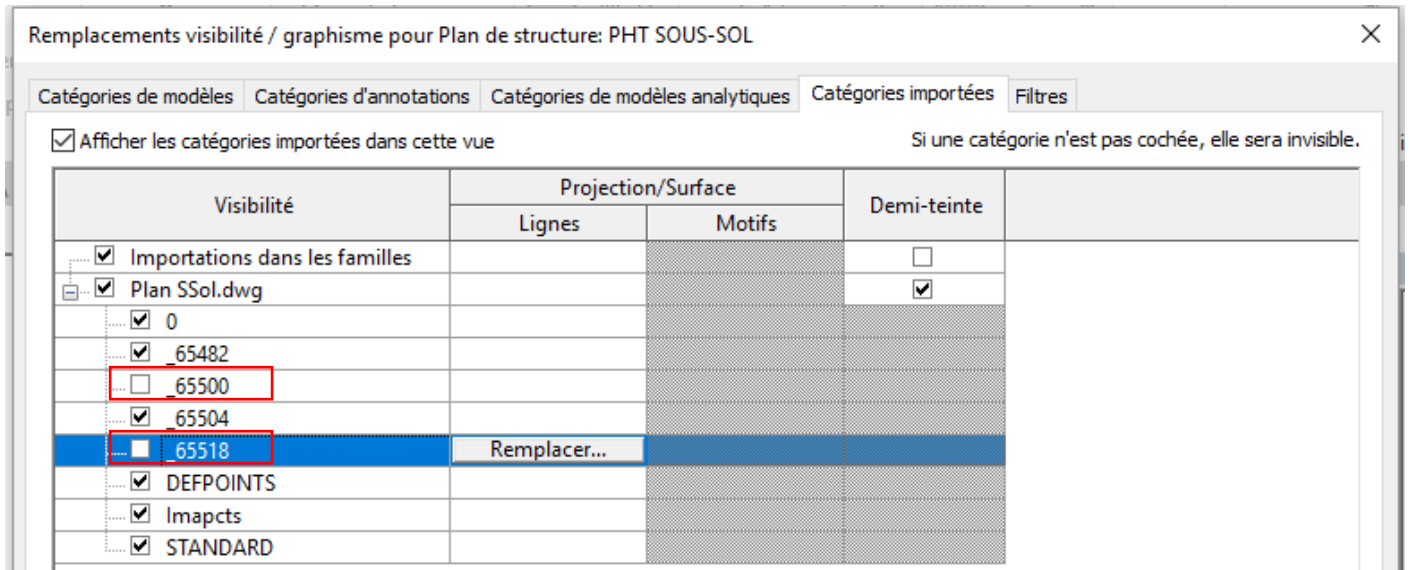 Remplacements visibilité / graphisme pour Plan de structure: PHT SOUS-SOL
Catégories de modèles Catégories d'annotations Catégories de modèles analytiques Catégories importées Filtres
Afficher les catégories importées dans cette vue Si une catégorie n'est pas cochée, elle sera invisible.
Visibilité Projection/Surface Demi-teinte
Lignes Motifs
Importations dans les familles
Plan SSol.dwg
0
_65482
_65500
_65504
_65518 Remplacer...
DEFPOINTS
Imapcts
STANDARD